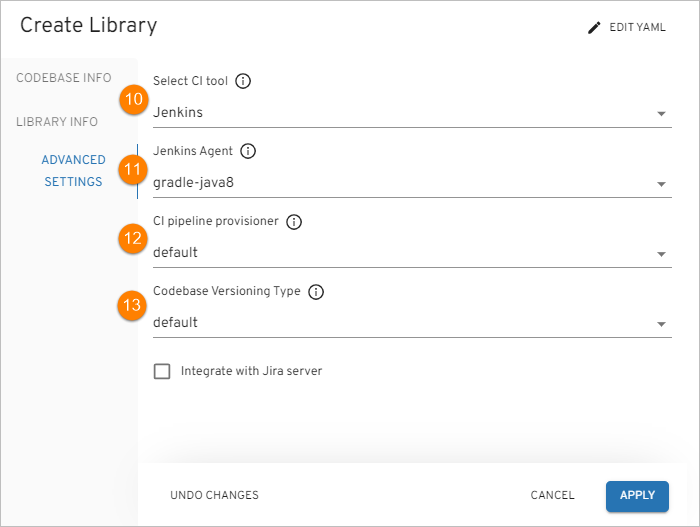 Create Library
EDIT YAML
CODEBASE INFO
LIBRARY INFO
ADVANCED
SETTINGS
10
Select CI tool
Jenkins
11
Jenkins Agent
gradle-java8
12
CI pipeline provisioner
default
13
Codebase Versioning Type
default
Integrate with Jira server
UNDO CHANGES
CANCEL
APPLY